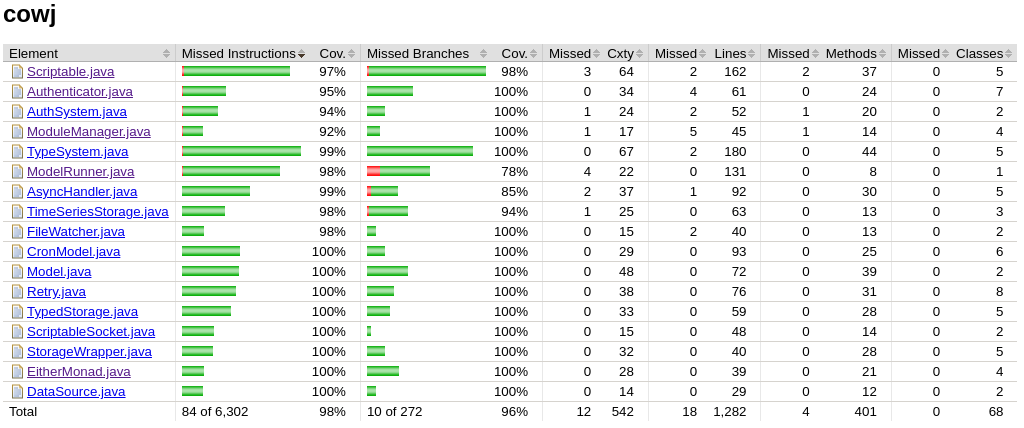 cowj
Element Missed Instructions Cov. Missed Branches Cov. Missed Cxty Missed Lines Missed Methods Missed Classes
Scriptable.java 97% 98% 3 64 2 162 2 37 0 5
Authenticator.java 95% 100% 0 34 4 61 0 24 0 7
AuthSystem.java 94% 100% 1 24 2 52 1 20 0 2
ModuleManager.java 92% 100% 1 17 5 45 1 14 0 4
TypeSystem.java 99% 100% 0 67 2 180 0 44 0 5
ModelRunner.java 98% 78% 4 22 0 131 0 8 0 1
AsyncHandler.java 99% 85% 2 37 1 92 0 30 0 5
TimeSeriesStorage.java 98% 94% 1 25 0 63 0 13 0 3
FileWatcher.java 98% 100% 0 15 2 40 0 13 0 2
CronModel.java 100% 100% 0 29 0 93 0 25 0 6
Model.java 100% 100% 0 48 0 72 0 39 0 2
Retry.java 100% 100% 0 38 0 76 0 31 0 8
TypedStorage.java 100% 100% 0 33 0 59 0 28 0 5
ScriptableSocket.java 100% 100% 0 15 0 48 0 14 0 2
StorageWrapper.java 100% 100% 0 32 0 40 0 28 0 5
EitherMonad.java 100% 100% 0 28 0 39 0 21 0 4
DataSource.java 100% 100% 0 14 0 29 0 12 0 2
Total 84 of 6,302 98% 10 of 272 96% 12 542 18 1,282 4 401 0 68